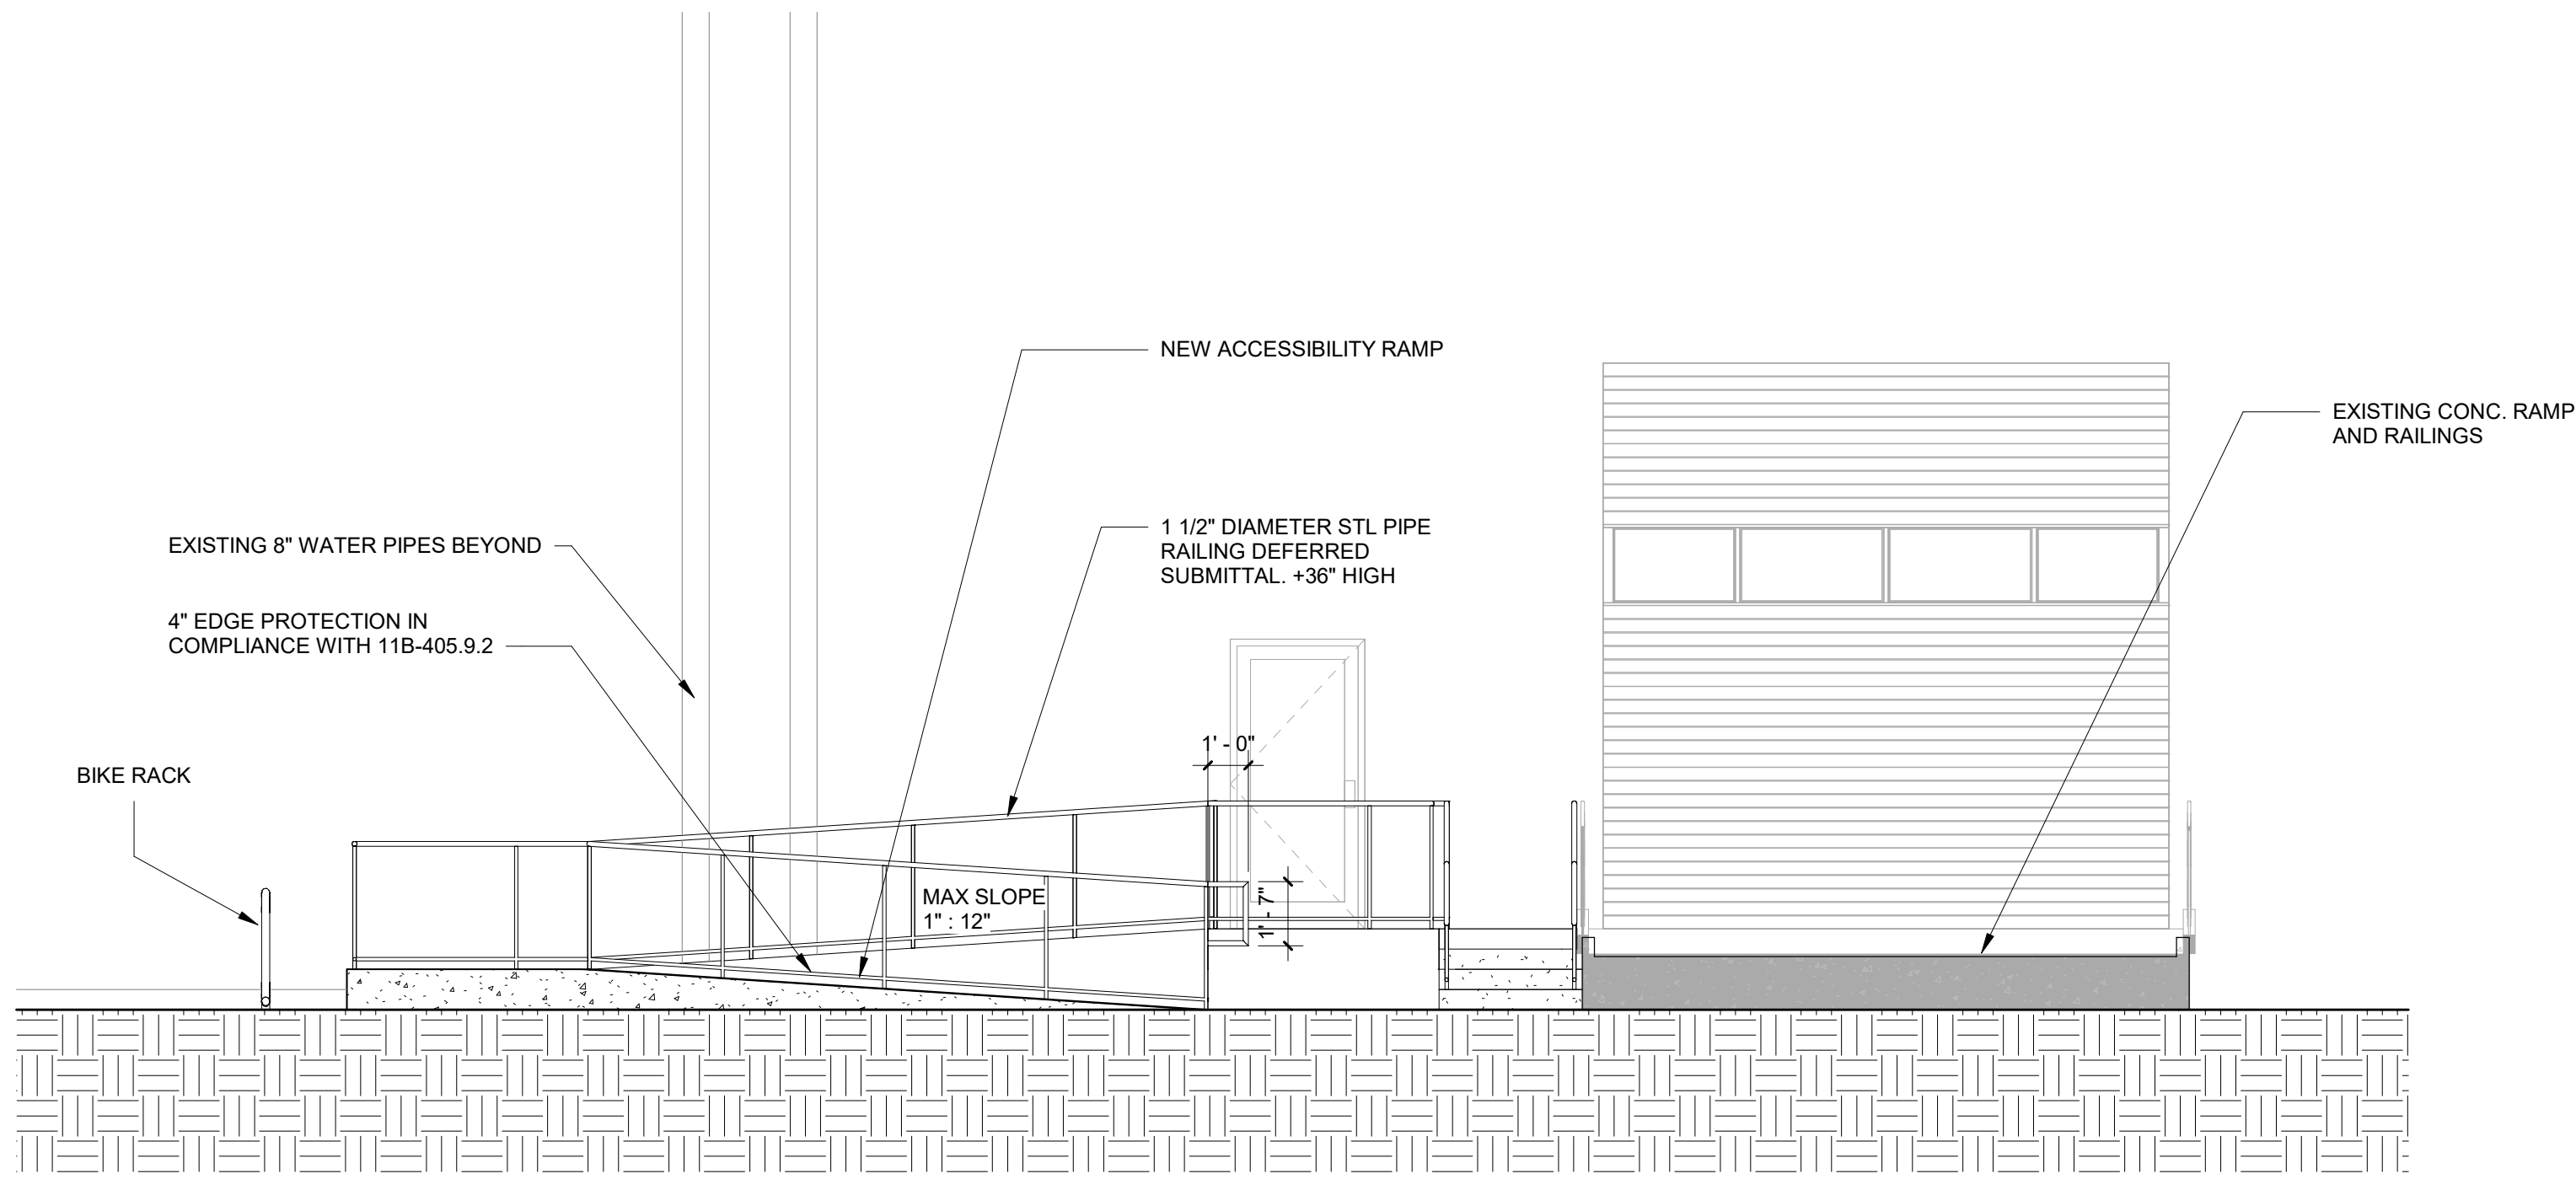 NEW ACCESSIBILITY RAMP
EXISTING CONC. RAMP
AND RAILINGS
1 1/2" DIAMETER STL PIPE
RAILING DEFERRED
SUBMITTAL. +36" HIGH
EXISTING 8" WATER PIPES BEYOND
4" EDGE PROTECTION IN
COMPLIANCE WITH 11B-405.9.2
1' - 0"
BIKE RACK
MAX SLOPE
1" : 12"
1' - 7"